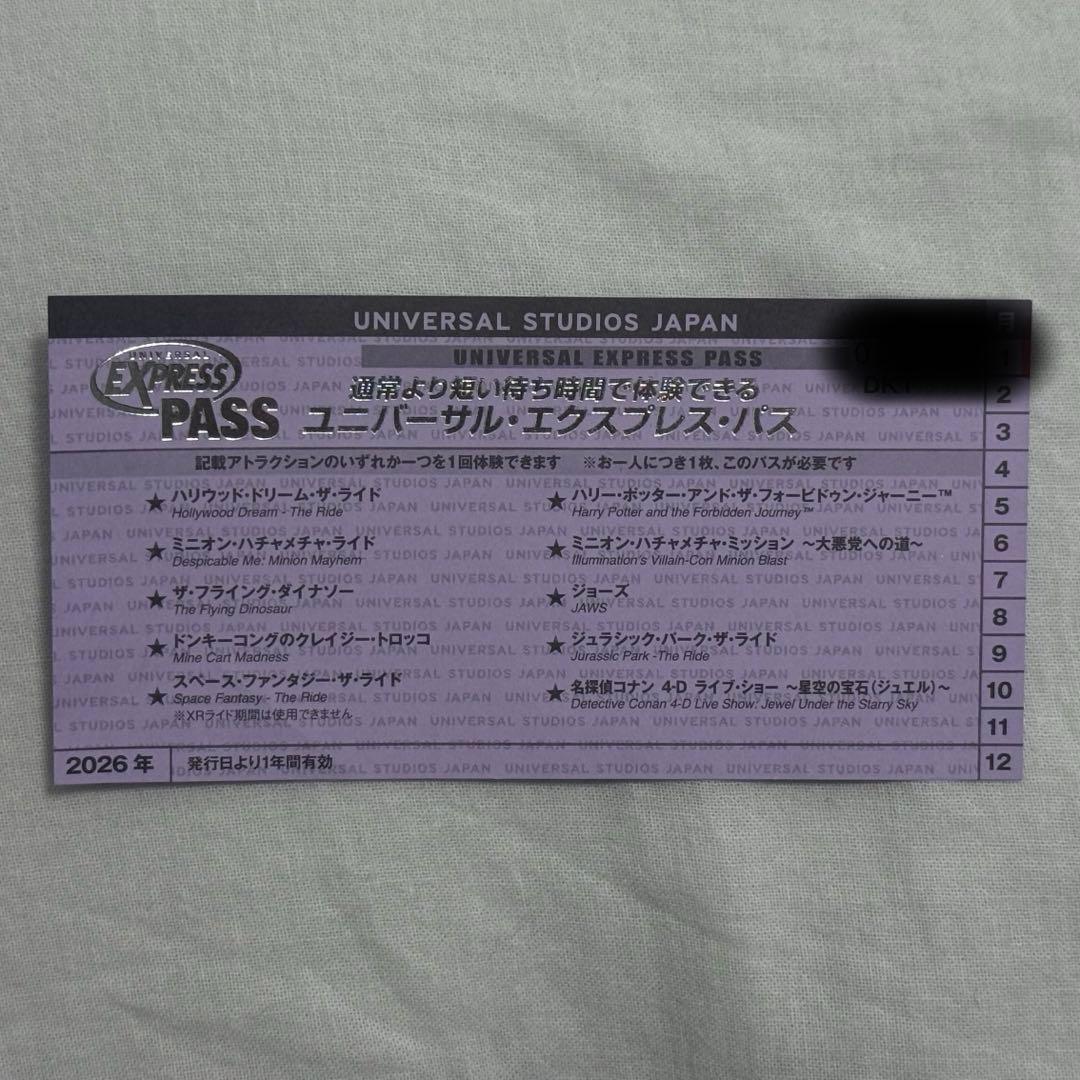 UNIVERSAL STUDIOS JAPAN
月
UNIVERSAL EXPRESS PASS
1
UNIVERSAL
EXPRESS
PASS
通常より短い待ち時間で体験できる
2
ユニバーサル・エクスプレス・パス
3
記載アトラクションのいずれか一つを1回体験できます ※お一人につき1枚、このパスが必要です
4
★ ハリウッド・ドリーム・ザ・ライド
Hollywood Dream - The Ride
★ ミニオン・ハチャメチャ・ライド
Despicable Me: Minion Mayhem
★ ザ・フライング・ダイナソー
The Flying Dinosaur
★ ドンキーコングのクレイジー・トロッコ
Mine Cart Madness
★ スペース・ファンタジー・ザ・ライド
Space Fantasy - The Ride
※XRライド期間は使用できません
★ ハリー・ポッター・アンド・ザ・フォービドゥン・ジャーニー™
Harry Potter and the Forbidden Journey™
★ ミニオン・ハチャメチャ・ミッション ～大悪党への道～
Illumination's Villain-Con Minion Blast
★ ジョーズ
JAWS
★ ジュラシック・パーク・ザ・ライド
Jurassic Park -The Ride
★ 名探偵コナン 4-D ライブ・ショー ～星空の宝石(ジュエル)～
Detective Conan 4-D Live Show: Jewel Under the Starry Sky
5
6
7
8
9
10
11
12
2026年
発行日より1年間有効